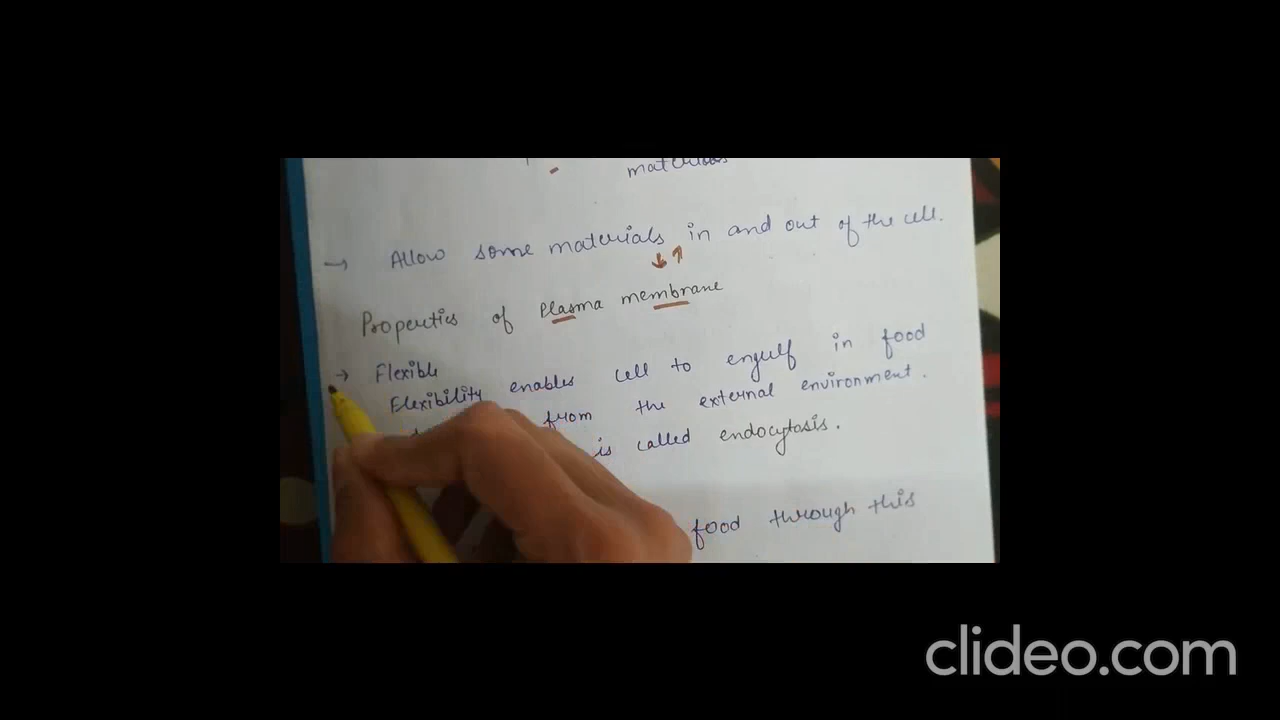 materials
→ Allow some materials in and out of the cell.
↓ ↑
Properties of Plasma membrane
→ Flexible
Flexibility enables cell to engulf in food
from the external environment.
is called endocytosis.
food through this
clideo.com